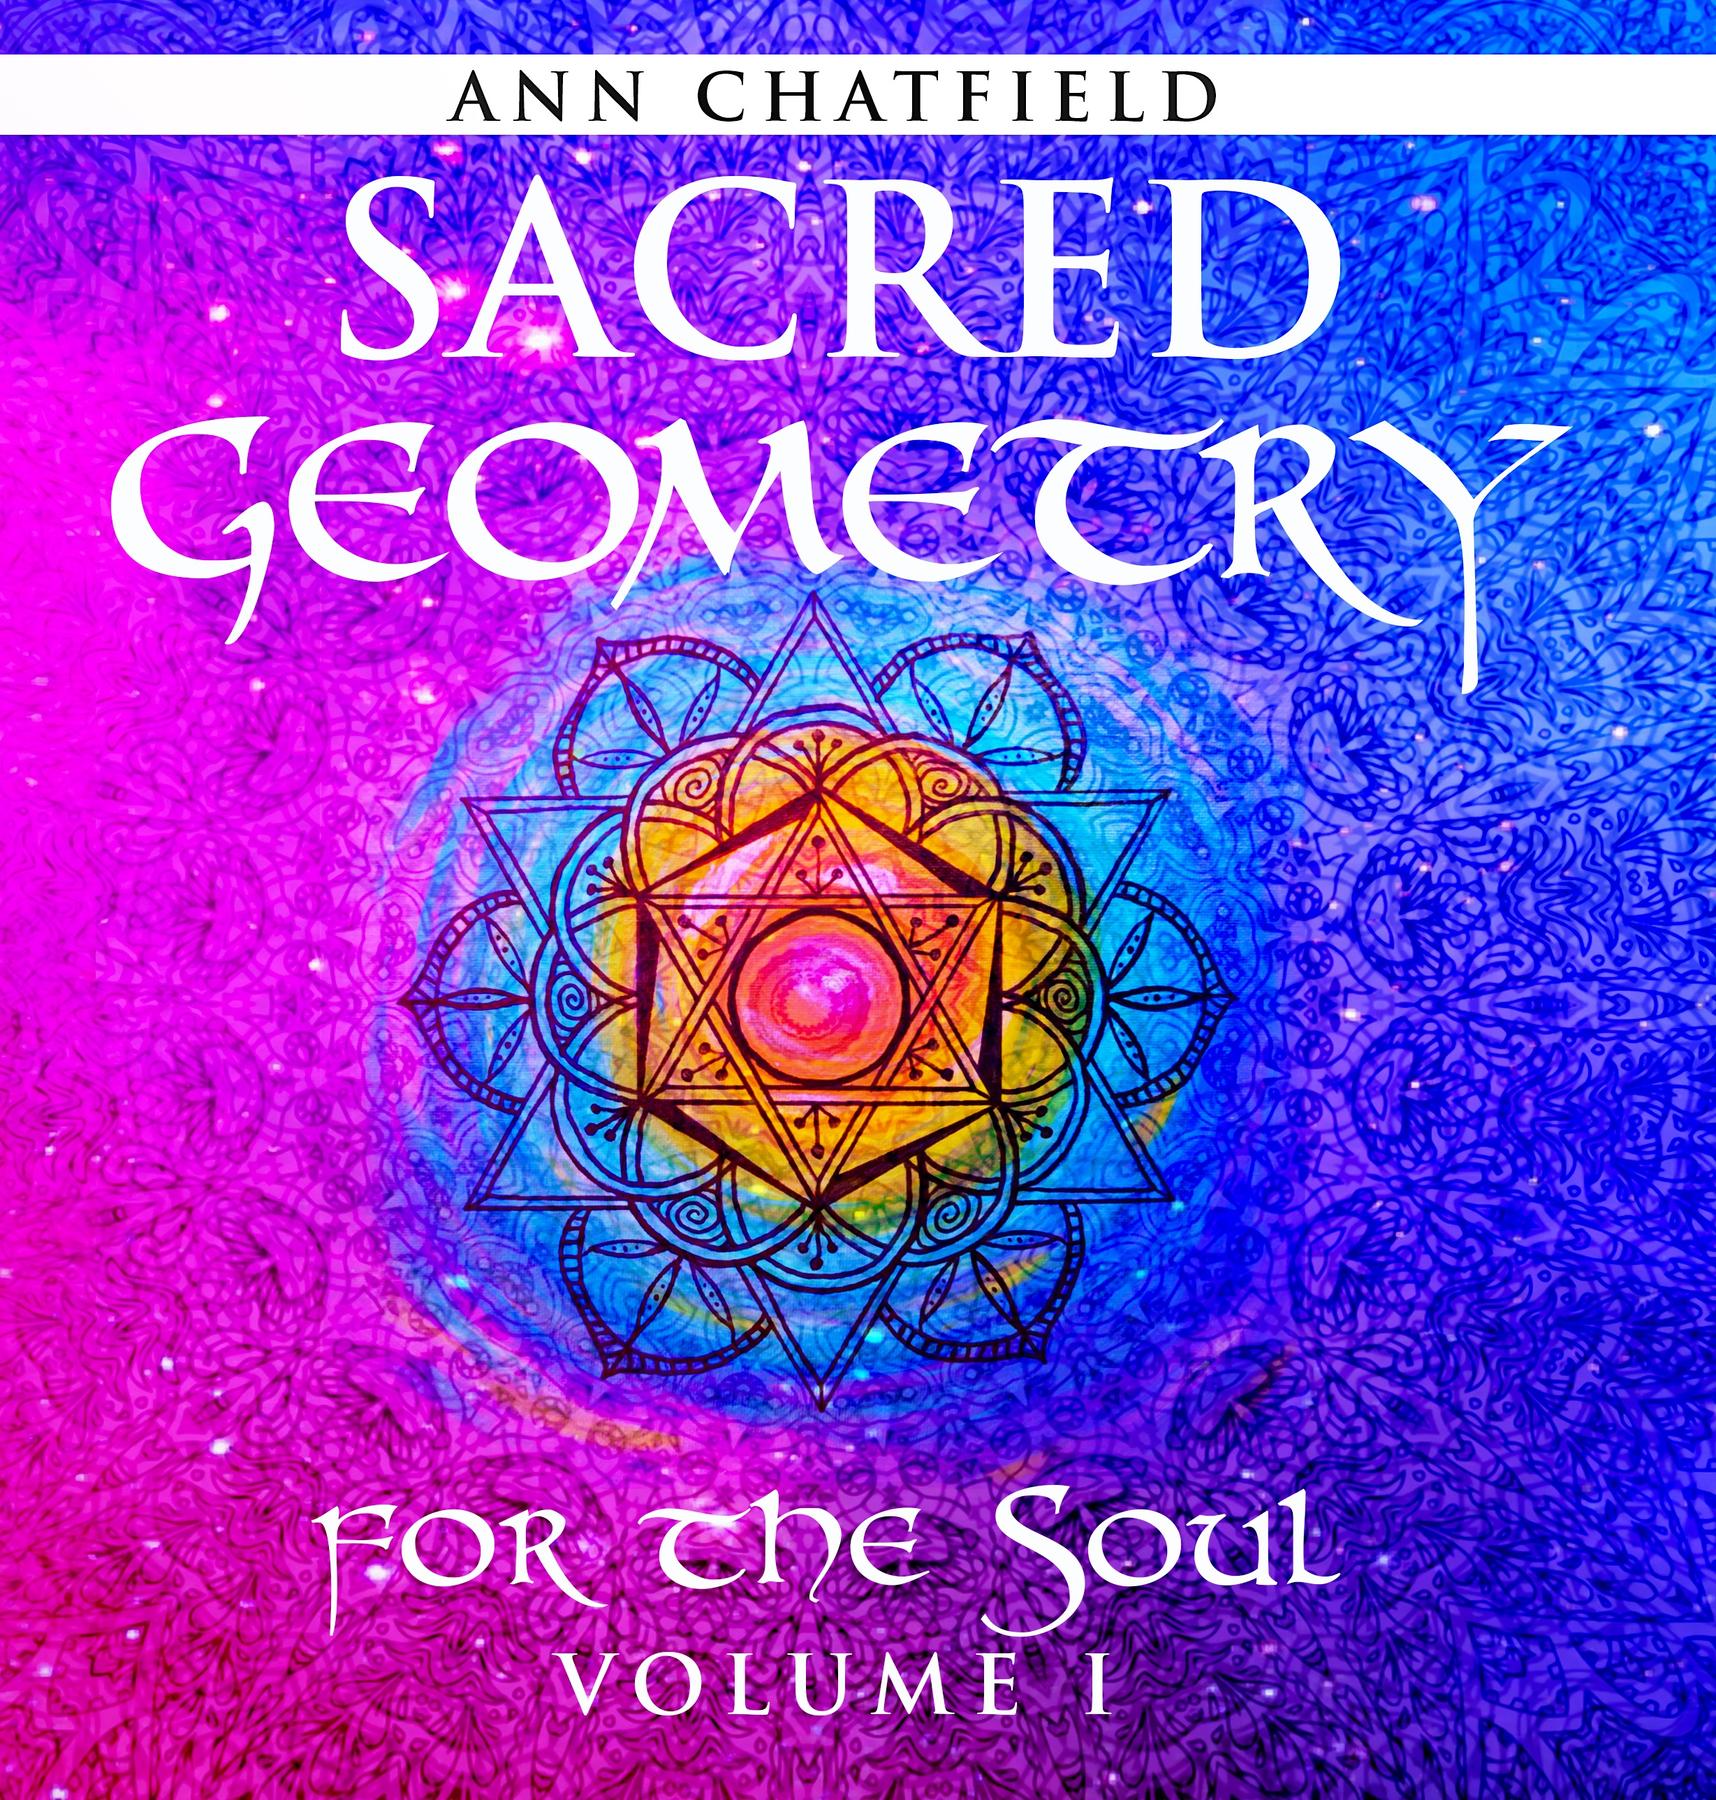 ANN CHATFIELD
SACRED
GEOMETRY
FOR THE SOUL
VOLUME I